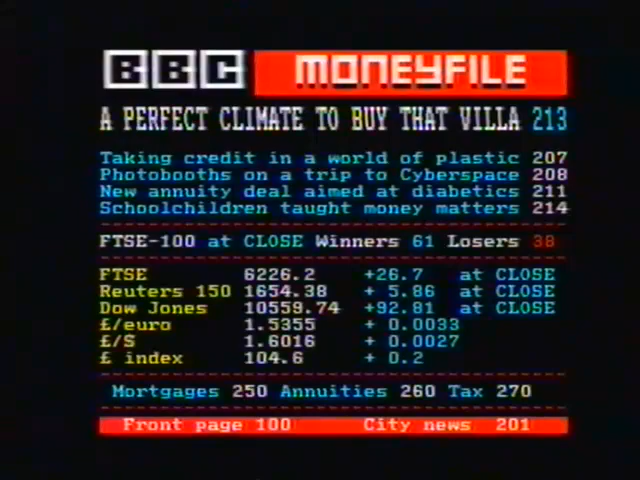 BBC MONEYFILE
A PERFECT CLIMATE TO BUY THAT VILLA 213
Taking credit in a world of plastic 207
Photobooths on a trip to Cyberspace 208
New annuity deal aimed at diabetics 211
Schoolchildren taught money matters 214
FTSE-100 at CLOSE Winners 61 Losers 38
FTSE 6226.2 +26.7 at CLOSE
Reuters 150 1654.38 + 5.86 at CLOSE
Dow Jones 10559.74 +92.81 at CLOSE
£/euro 1.5355 + 0.0033
£/$ 1.6016 + 0.0027
£ index 104.6 + 0.2
Mortgages 250 Annuities 260 Tax 270
Front page 100 City news 201